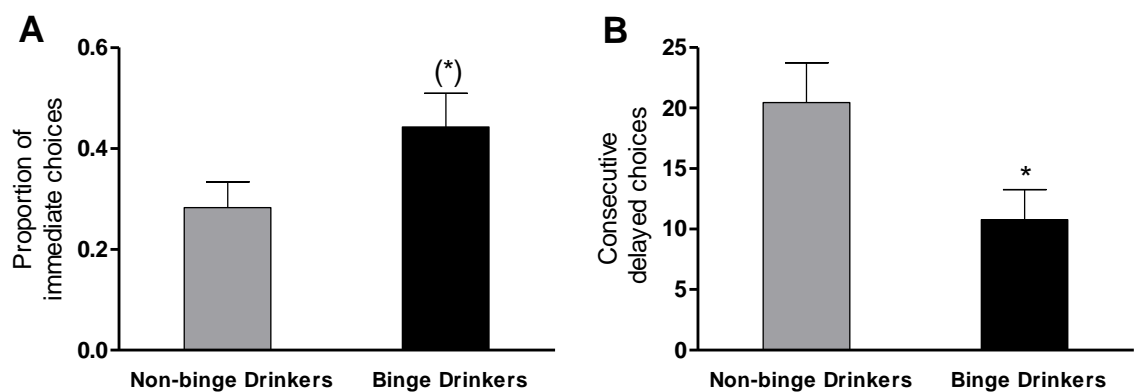 A
Proportion of
immediate choices
0.6
0.4
0.2
0.0
(*)
Non-binge Drinkers
Binge Drinkers
B
Consecutive
delayed choices
25
20
15
10
5
0
*
Non-binge Drinkers
Binge Drinkers